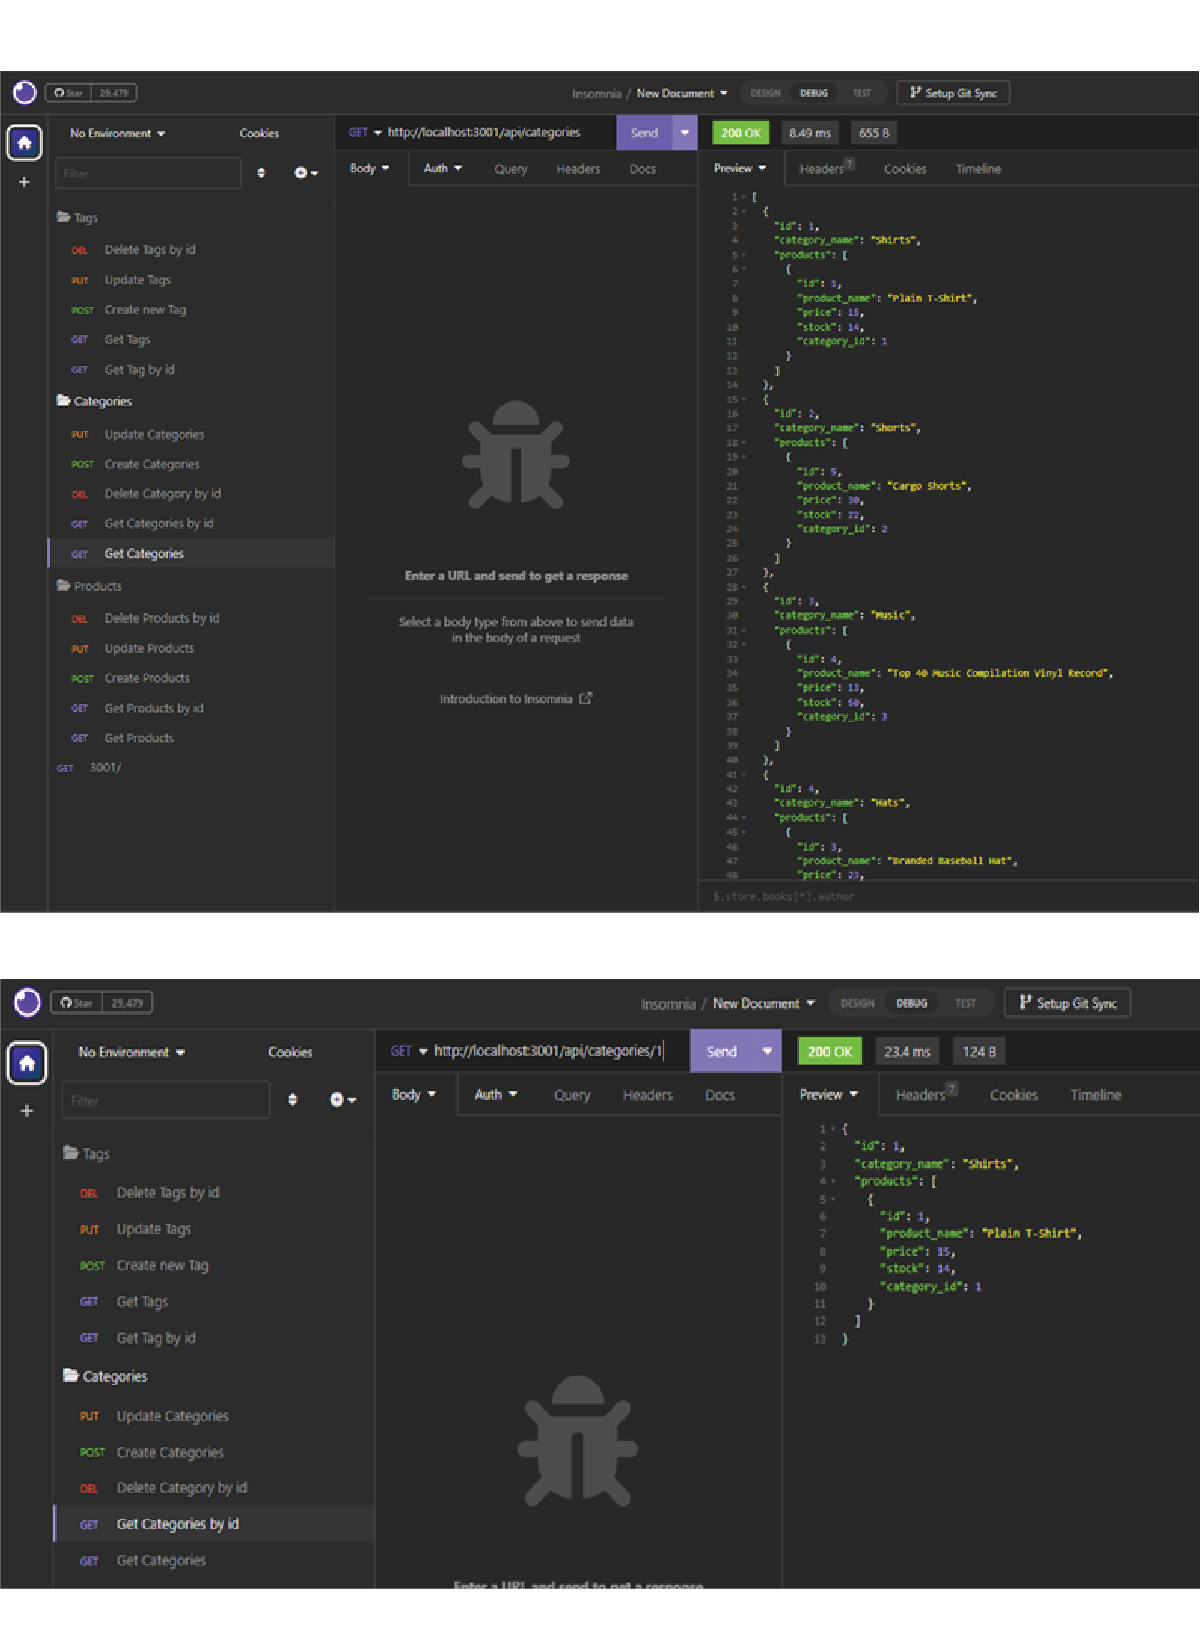 Star 29,479
Insomnia / New Document
DESIGN DEBUG TEST
Setup Git Sync
No Environment
Cookies
Filter
Tags
DEL Delete Tags by id
PUT Update Tags
POST Create new Tag
GET Get Tags
GET Get Tag by id
Categories
PUT Update Categories
POST Create Categories
DEL Delete Category by id
GET Get Categories by id
GET Get Categories
Products
DEL Delete Products by id
PUT Update Products
POST Create Products
GET Get Products by id
GET Get Products
GET 3001/
GET http://localhost:3001/api/categories Send
Body Auth Query Headers Docs
Enter a URL and send to get a response
Select a body type from above to send data
in the body of a request
Introduction to Insomnia
200 OK 8.49 ms 655 B
Preview Headers 7 Cookies Timeline
1 [
2 {
3 "id": 1,
4 "category_name": "Shirts",
5 "products": [
6 {
7 "id": 1,
8 "product_name": "Plain T-Shirt",
9 "price": 15,
10 "stock": 14,
11 "category_id": 1
12 }
13 ]
14 },
15 {
16 "id": 2,
17 "category_name": "Shorts",
18 "products": [
19 {
20 "id": 5,
21 "product_name": "Cargo Shorts",
22 "price": 30,
23 "stock": 22,
24 "category_id": 2
25 }
26 ]
27 },
28 {
29 "id": 3,
30 "category_name": "Music",
31 "products": [
32 {
33 "id": 4,
34 "product_name": "Top 40 Music Compilation Vinyl Record",
35 "price": 13,
36 "stock": 50,
37 "category_id": 3
38 }
39 ]
40 },
41 {
42 "id": 4,
43 "category_name": "Hats",
44 "products": [
45 {
46 "id": 3,
47 "product_name": "Branded Baseball Hat",
48 "price": 23,
$.store.books[*].author
Star 29,479
Insomnia / New Document
DESIGN DEBUG TEST
Setup Git Sync
No Environment
Cookies
Filter
Tags
DEL Delete Tags by id
PUT Update Tags
POST Create new Tag
GET Get Tags
GET Get Tag by id
Categories
PUT Update Categories
POST Create Categories
DEL Delete Category by id
GET Get Categories by id
GET Get Categories
GET http://localhost:3001/api/categories/1 Send
Body Auth Query Headers Docs
Enter a URL and send to get a response
200 OK 23.4 ms 124 B
Preview Headers 7 Cookies Timeline
1 {
2 "id": 1,
3 "category_name": "Shirts",
4 "products": [
5 {
6 "id": 1,
7 "product_name": "Plain T-Shirt",
8 "price": 15,
9 "stock": 14,
10 "category_id": 1
11 }
12 ]
13 }